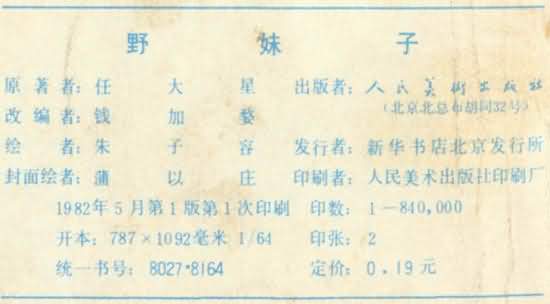 野妹子
原著者：任大星 出版者：人民美术出版社
（北京北总布胡同32号）
改编者：钱加婺
绘者：朱子容 发行者：新华书店北京发行所
封面绘者：蒲以庄 印刷者：人民美术出版社印刷厂
1982年5月第1版第1次印刷 印数：1—840,000
开本：787×1092毫米 1/64 印张：2
统一书号：8027·8164 定价：0.19元